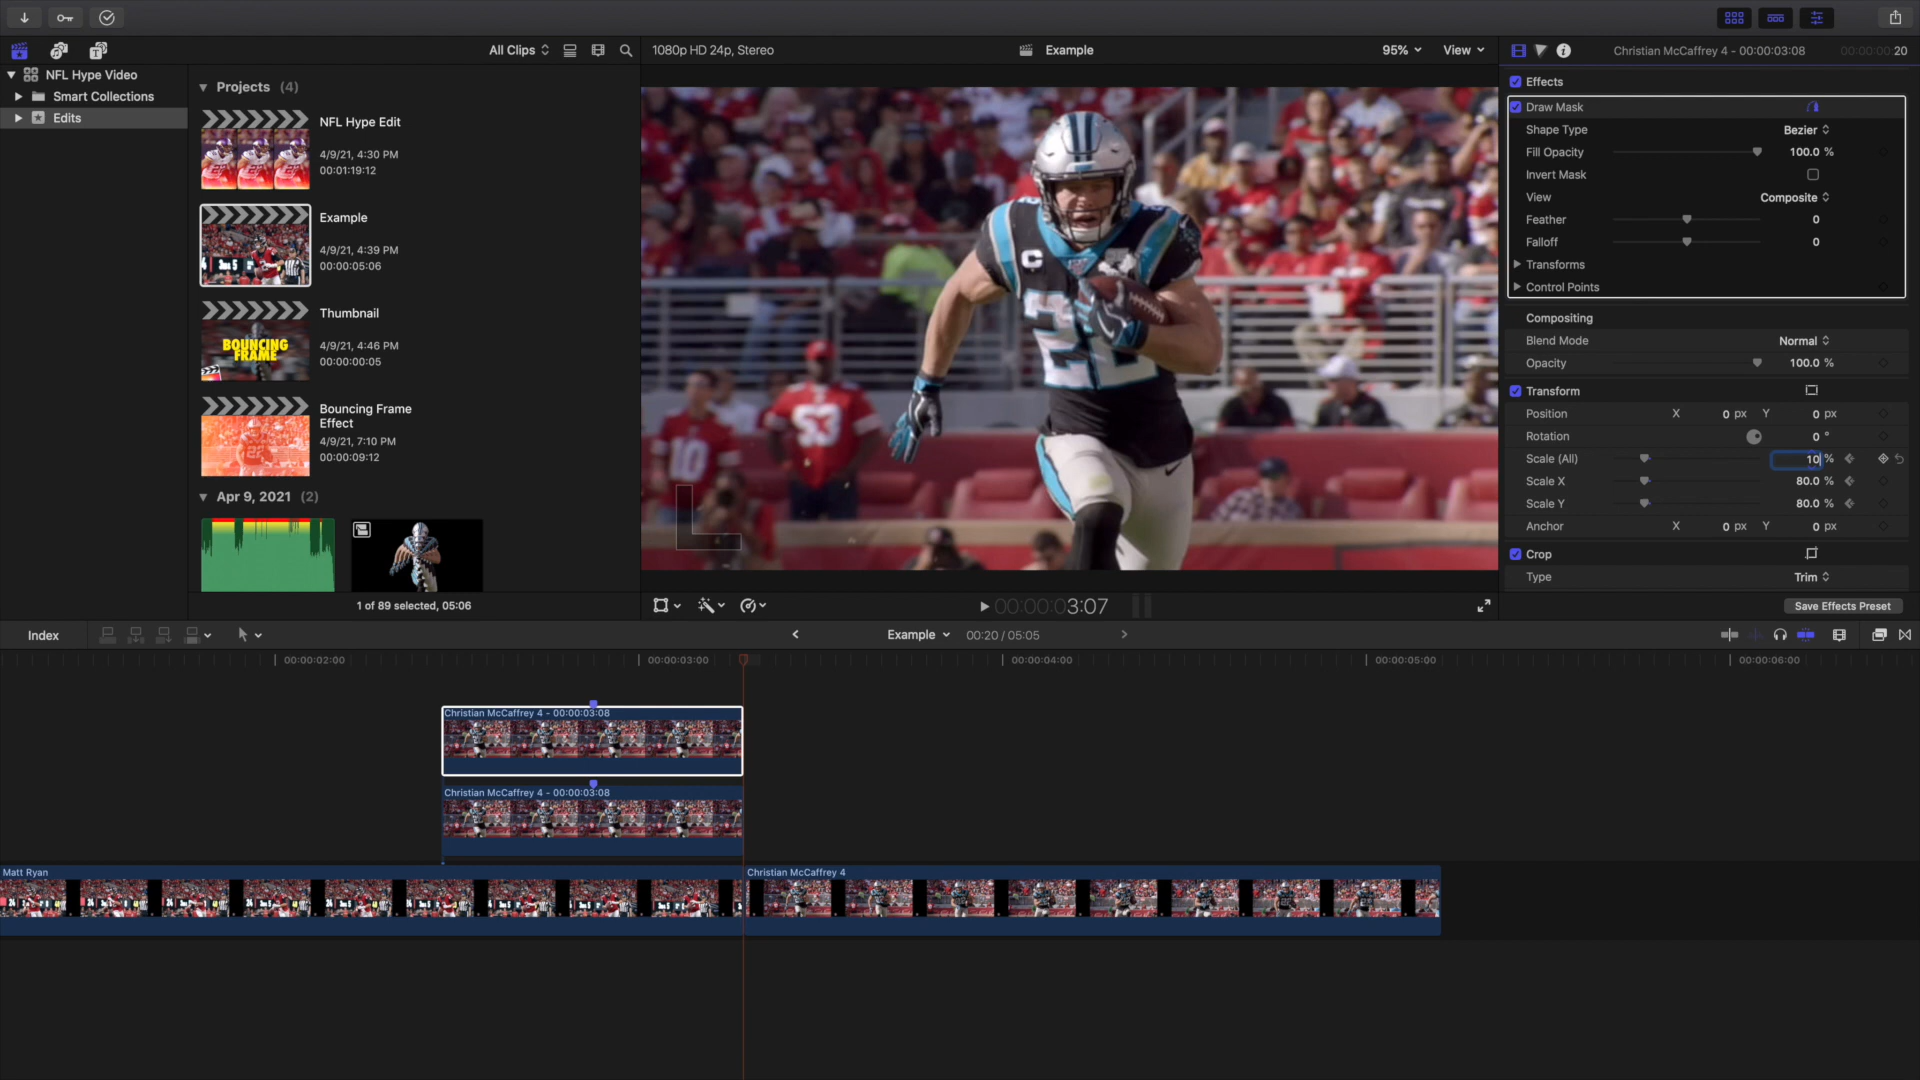 All Clips
1080p HD 24p, Stereo
Example
95%
View
Christian McCaffrey 4 - 00:00:03:08
00:00:00:20
NFL Hype Video
Smart Collections
Edits
Projects (4)
NFL Hype Edit
4/9/21, 4:30 PM
00:01:19:12
Example
4/9/21, 4:39 PM
00:00:05:06
Thumbnail
4/9/21, 4:46 PM
00:00:00:05
BOUNCING
FRAME
Bouncing Frame
Effect
4/9/21, 7:10 PM
00:00:09:12
Apr 9, 2021 (2)
1 of 89 selected, 05:06
C
22
53
10
Effects
Draw Mask
Shape Type Bezier
Fill Opacity 100.0 %
Invert Mask
View Composite
Feather 0
Falloff 0
Transforms
Control Points
Compositing
Blend Mode Normal
Opacity 100.0 %
Transform
Position X 0 px Y 0 px
Rotation 0 °
Scale (All) 10 %
Scale X 80.0 %
Scale Y 80.0 %
Anchor X 0 px Y 0 px
Crop
Type Trim
Save Effects Preset
00:00:03:07
Index
Example
00:20 / 05:05
00:00:02:00
00:00:03:00
00:00:04:00
00:00:05:00
00:00:06:00
Christian McCaffrey 4 - 00:00:03:08
Christian McCaffrey 4 - 00:00:03:08
Matt Ryan
Christian McCaffrey 4